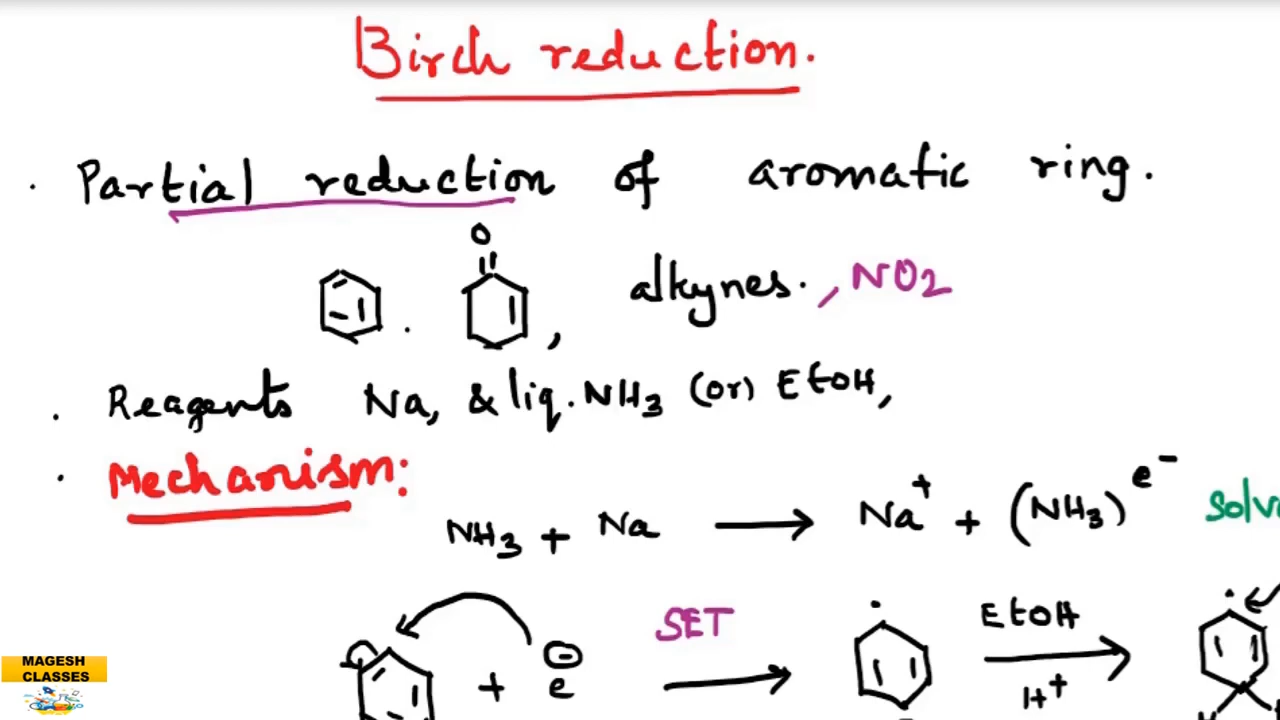 Birch reduction.
. Partial reduction of aromatic ring.
O
. , alkynes. , NO2
. Reagents Na, & liq. NH3 (or) EtOH,
. Mechanism:
NH3 + Na → Na+ + (NH3) e−
SET EtOH
+ e − → → H+
MAGESH
CLASSES